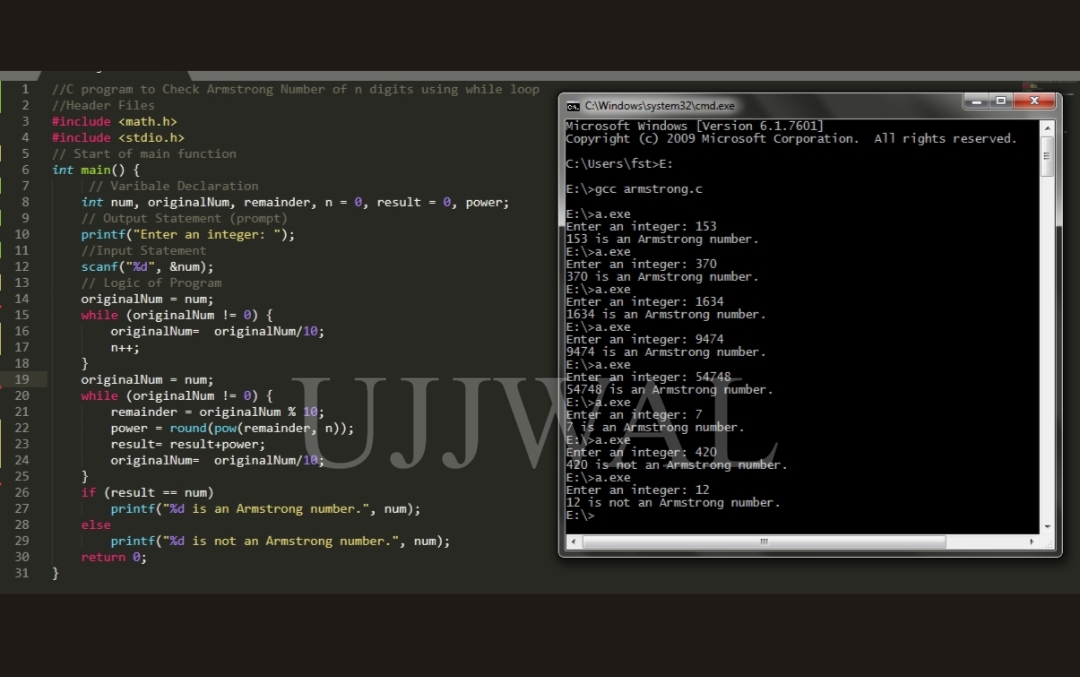 1 //C program to Check Armstrong Number of n digits using while loop
2 //Header Files
3 #include <math.h>
4 #include <stdio.h>
5 // Start of main function
6 int main() {
7 // Varibale Declaration
8 int num, originalNum, remainder, n = 0, result = 0, power;
9 // Output Statement (prompt)
10 printf("Enter an integer: ");
11 //Input Statement
12 scanf("%d", &num);
13 // Logic of Program
14 originalNum = num;
15 while (originalNum != 0) {
16 originalNum=  originalNum/10;
17 n++;
18 }
19 originalNum = num;
20 while (originalNum != 0) {
21 remainder = originalNum % 10;
22 power = round(pow(remainder, n));
23 result= result+power;
24 originalNum=  originalNum/10;
25 }
26 if (result == num)
27 printf("%d is an Armstrong number.", num);
28 else
29 printf("%d is not an Armstrong number.", num);
30 return 0;
31 }
C:\Windows\system32\cmd.exe
Microsoft Windows [Version 6.1.7601]
Copyright (c) 2009 Microsoft Corporation.  All rights reserved.
C:\Users\fst>E:
E:\>gcc armstrong.c
E:\>a.exe
Enter an integer: 153
153 is an Armstrong number.
E:\>a.exe
Enter an integer: 370
370 is an Armstrong number.
E:\>a.exe
Enter an integer: 1634
1634 is an Armstrong number.
E:\>a.exe
Enter an integer: 9474
9474 is an Armstrong number.
E:\>a.exe
Enter an integer: 54748
54748 is an Armstrong number.
E:\>a.exe
Enter an integer: 7
7 is an Armstrong number.
E:\>a.exe
Enter an integer: 420
420 is not an Armstrong number.
E:\>a.exe
Enter an integer: 12
12 is not an Armstrong number.
E:\>
UJJWAL